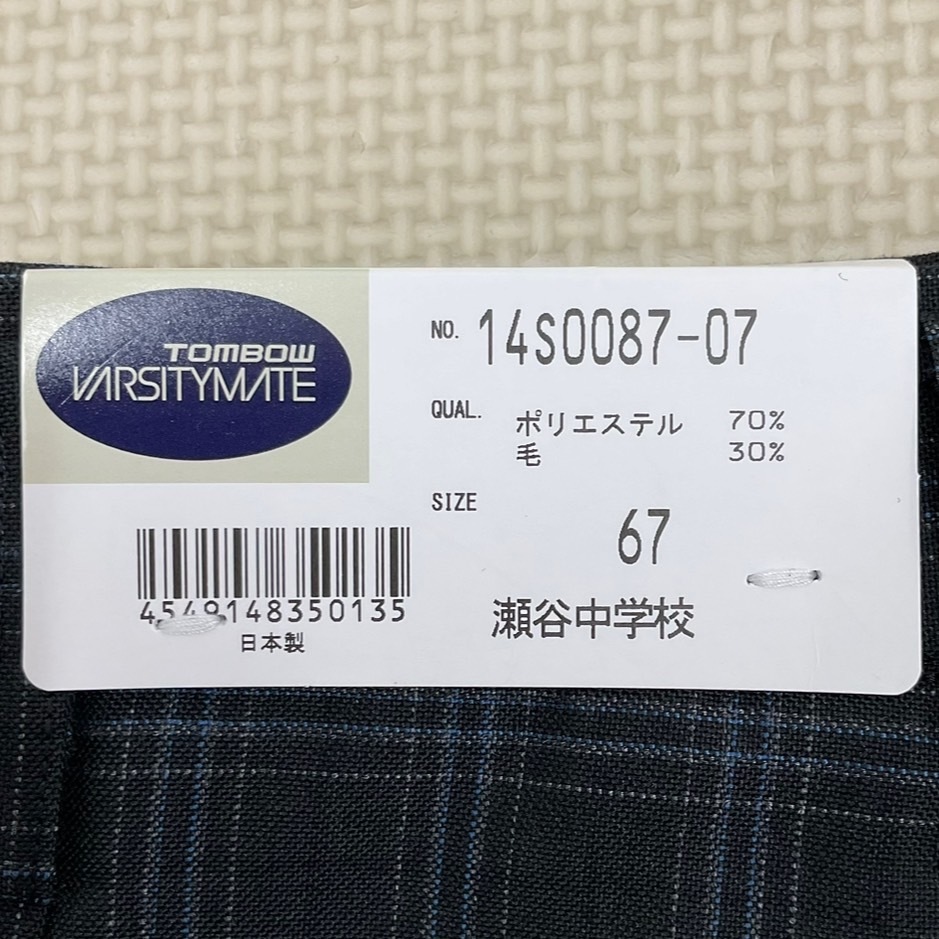 TOMBOW
VARSITYMATE
NO. 14S0087-07
QUAL. ポリエステル 70%
毛 30%
SIZE 67
瀬谷中学校
4549148350135
日本製